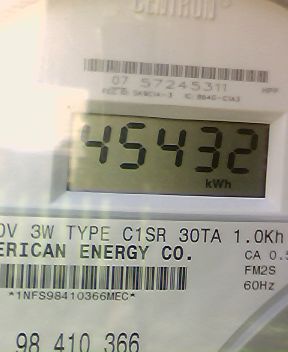 CENTRON®
07 57245311
45432
kWh
0V 3W TYPE C1SR 30TA 1.0Kh
ERICAN ENERGY CO.
CA 0.5
FM2S
60Hz
*1NFS98410366MEC*
98 410 366